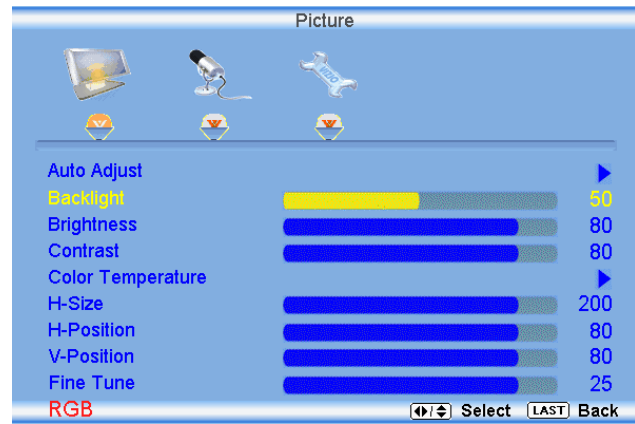 Picture
Auto Adjust
Backlight 50
Brightness 80
Contrast 80
Color Temperature
H-Size 200
H-Position 80
V-Position 80
Fine Tune 25
RGB Select LAST Back